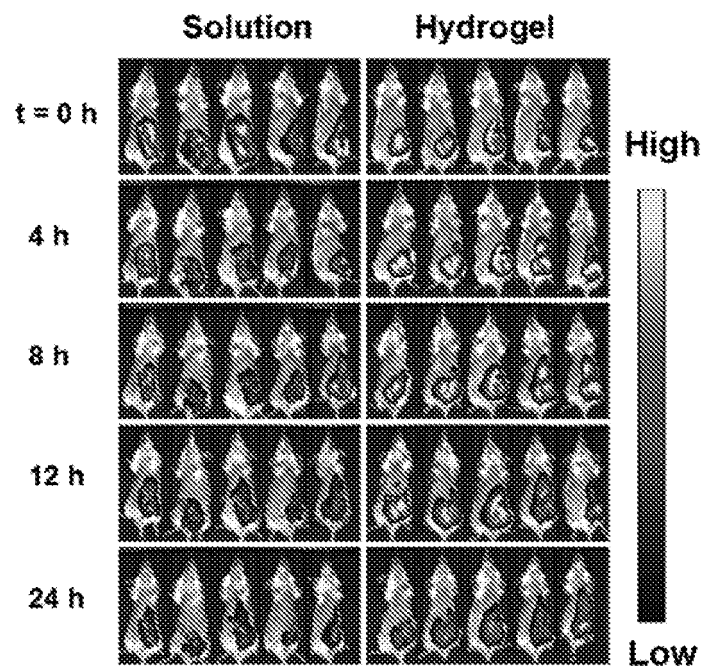 Solution Hydrogel
t = 0 h
High
4 h
8 h
12 h
24 h
Low